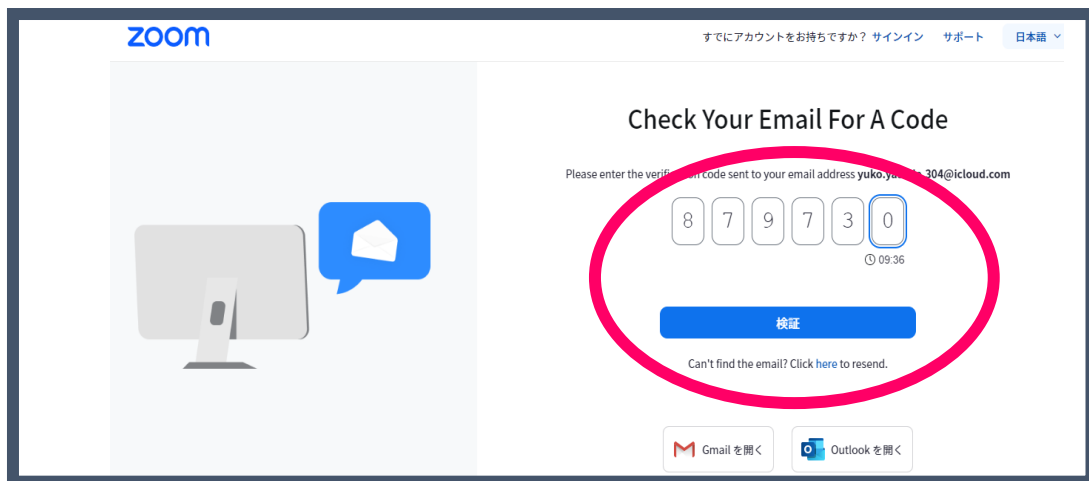 zoom
すでにアカウントをお持ちですか? サインイン サポート 日本語
Check Your Email For A Code
Please enter the code sent to your email address 304@icloud.com
8 7 9 7 3 0
09:36
検証
Can't find the email? Click here to resend.
Gmail を開く Outlook を開く